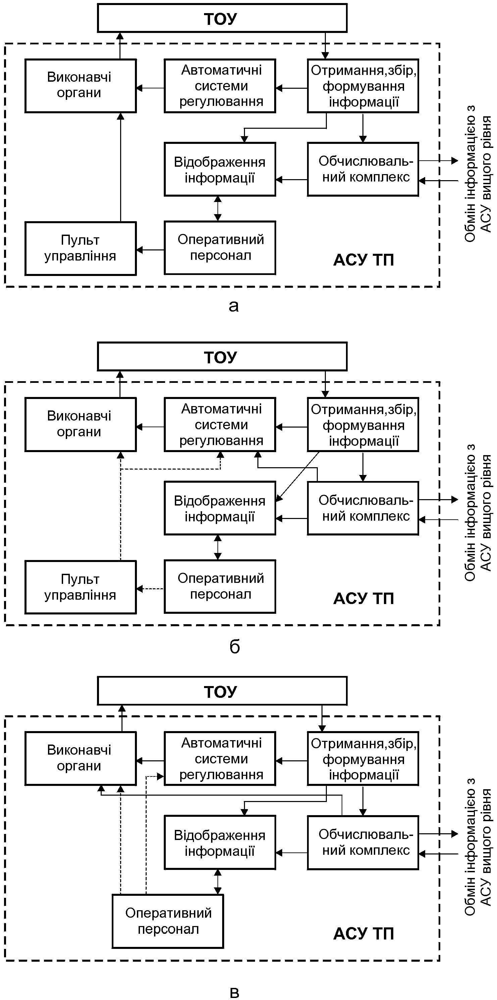 ТОУ
Виконавчі
органи
Автоматичні
системи
регулювання
Отримання,збір,
формування
інформації
Відображення
інформації
Обчислюваль-
ний комплекс
Обмін інформацією з
АСУ вищого рівня
Пульт
управління
Оперативний
персонал
АСУ ТП
а
ТОУ
Виконавчі
органи
Автоматичні
системи
регулювання
Отримання,збір,
формування
інформації
Відображення
інформації
Обчислюваль-
ний комплекс
Обмін інформацією з
АСУ вищого рівня
Пульт
управління
Оперативний
персонал
АСУ ТП
б
ТОУ
Виконавчі
органи
Автоматичні
системи
регулювання
Отримання,збір,
формування
інформації
Відображення
інформації
Обчислюваль-
ний комплекс
Обмін інформацією з
АСУ вищого рівня
Оперативний
персонал
АСУ ТП
в